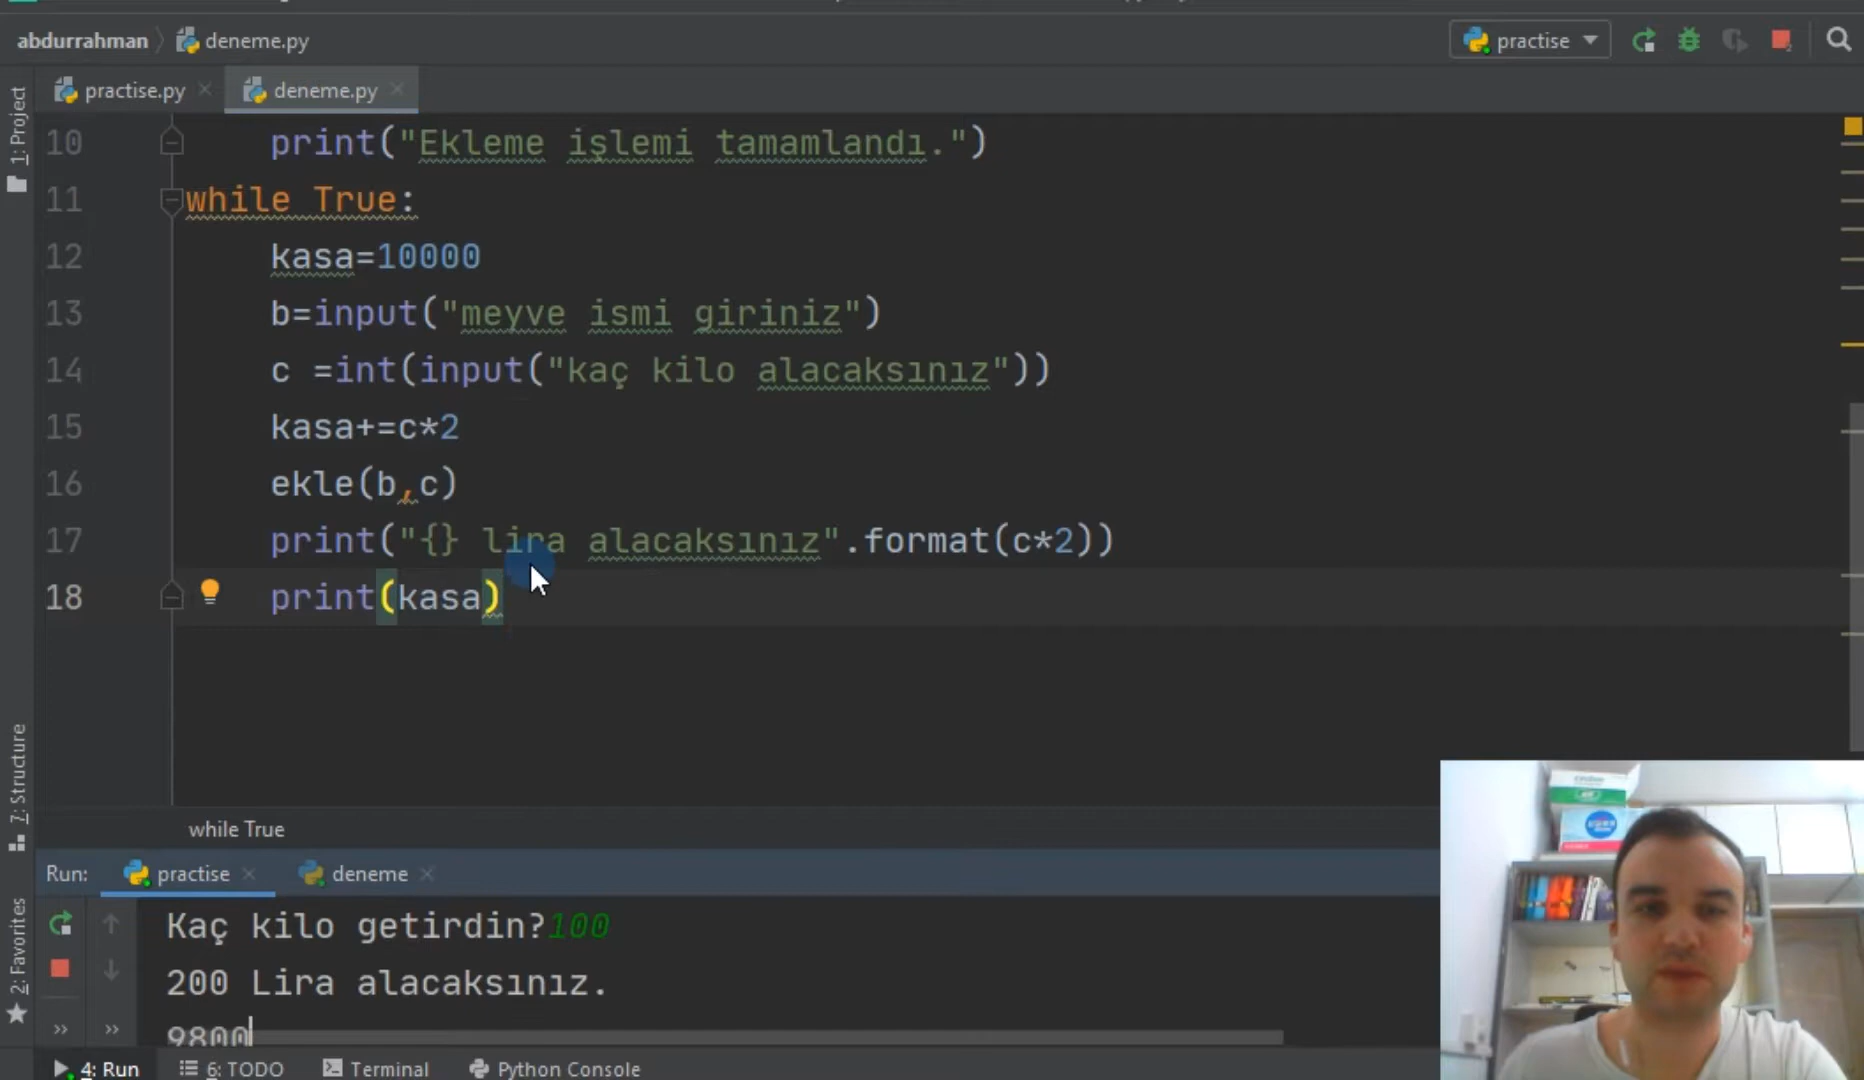 abdurrahman deneme.py
practise
practise.py deneme.py
1: Project
10 print("Ekleme işlemi tamamlandı.")
11 while True:
12 kasa=10000
13 b=input("meyve ismi giriniz")
14 c =int(input("kaç kilo alacaksınız"))
15 kasa+=c*2
16 ekle(b,c)
17 print("{} lira alacaksınız".format(c*2))
18 print(kasa)
7: Structure
while True
Run: practise deneme
2: Favorites
Kaç kilo getirdin?100
200 Lira alacaksınız.
9800
4: Run 6: TODO Terminal Python Console